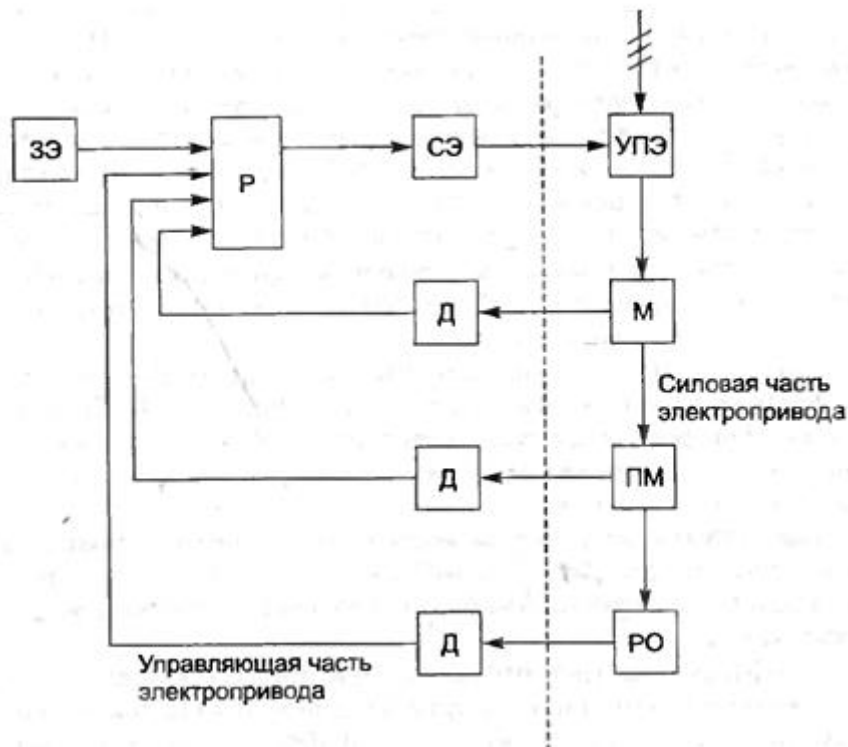 ЗЭ
Р
СЭ
УПЭ
Д
М
Силовая часть
электропривода
Д
ПМ
Д
РО
Управляющая часть
электропривода